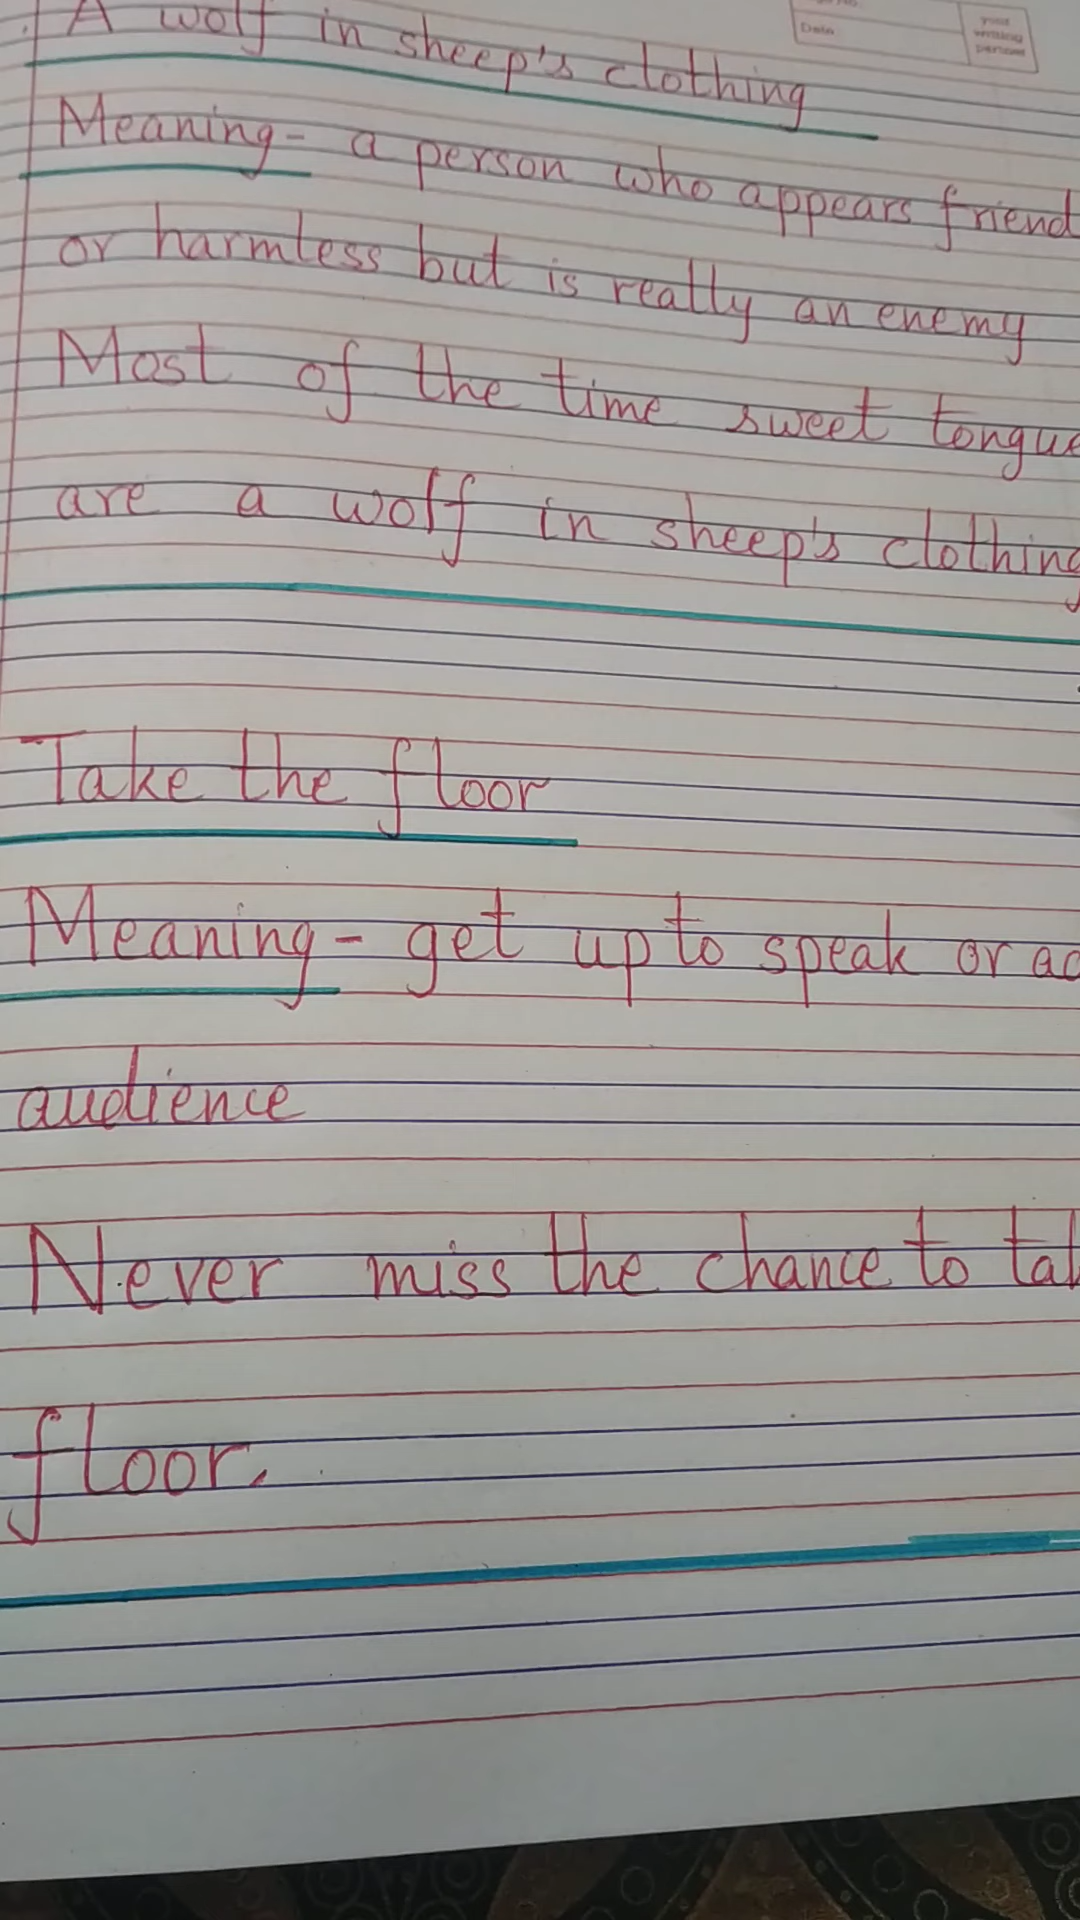 A wolf in sheep's clothing
Date
Meaning - a person who appears friend
or harmless but is really an enemy
Most of the time sweet tongue
are a wolf in sheep's clothing
Take the floor
Meaning - get up to speak or
audience
Never miss the chance to
floor.